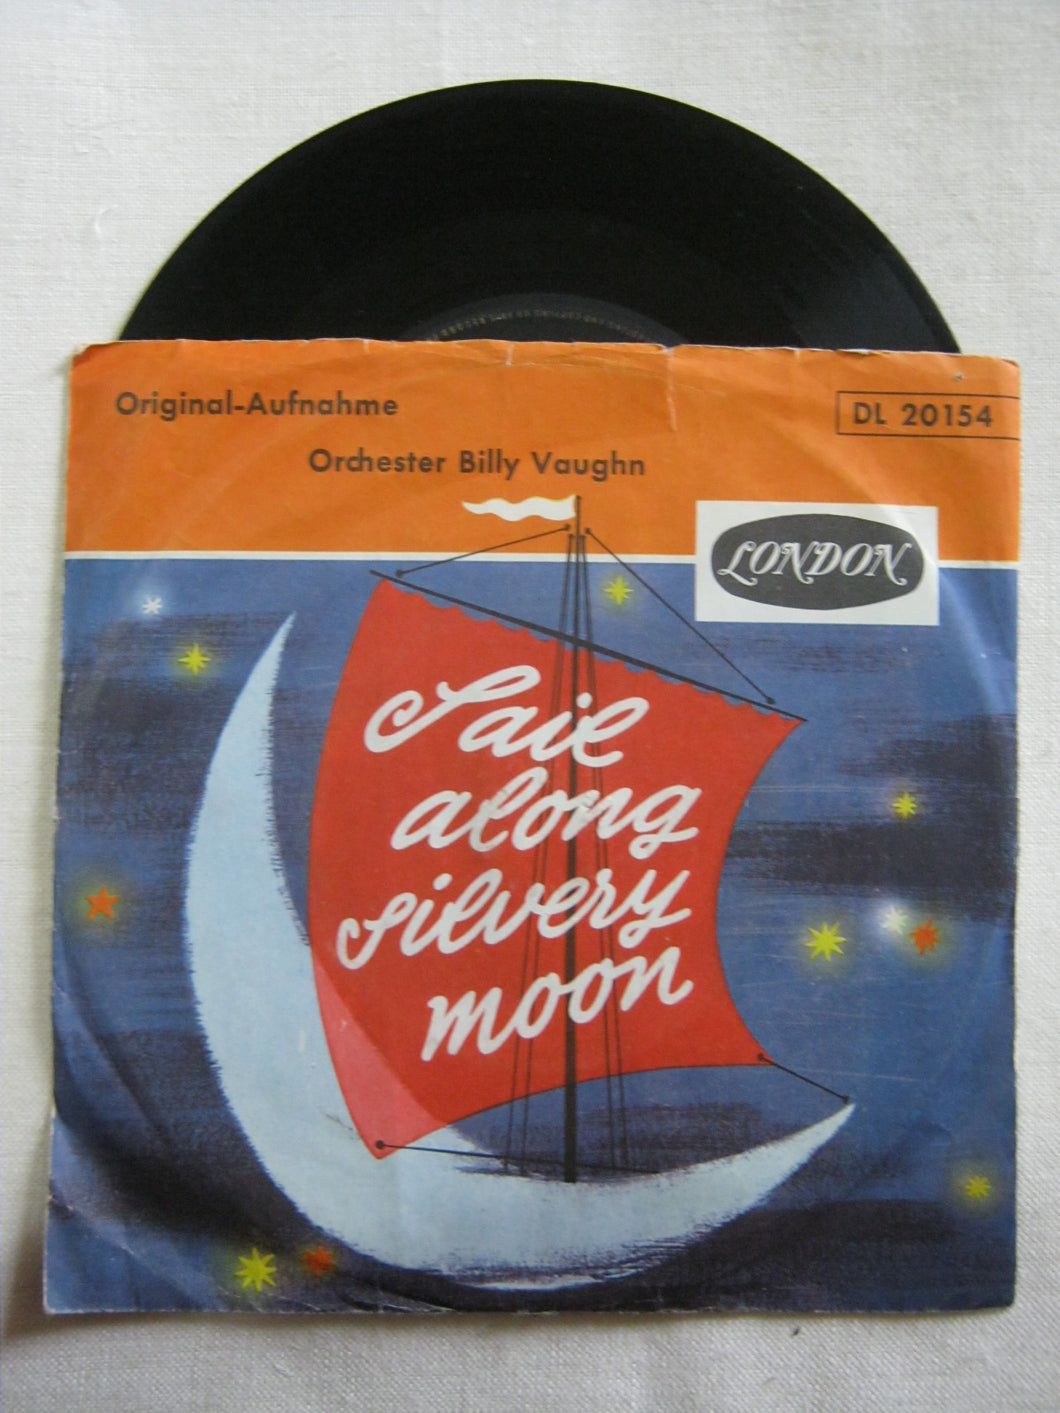 Original-Aufnahme
DL 20154
Orchester Billy Vaughn
LONDON
Sail
along
silvery
moon